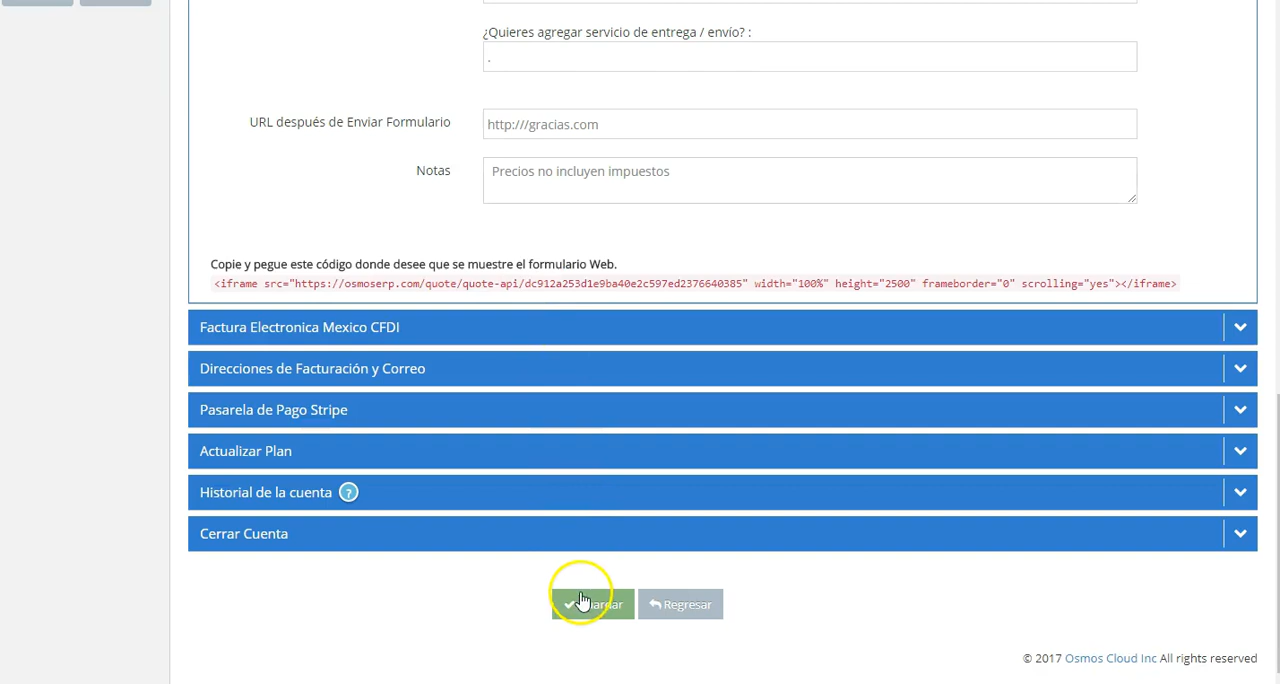 ¿Quieres agregar servicio de entrega / envío? :
.
URL después de Enviar Formulario
http:///gracias.com
Notas
Precios no incluyen impuestos
Copie y pegue este código donde desee que se muestre el formulario Web.
<iframe src="https://osmoserp.com/quote/quote-api/dc912a253d1e9ba40e2c597ed2376640385" width="100%" height="2500" frameborder="0" scrolling="yes"></iframe>
Factura Electronica Mexico CFDI
Direcciones de Facturación y Correo
Pasarela de Pago Stripe
Actualizar Plan
Historial de la cuenta ?
Cerrar Cuenta
Regresar
© 2017 Osmos Cloud Inc All rights reserved